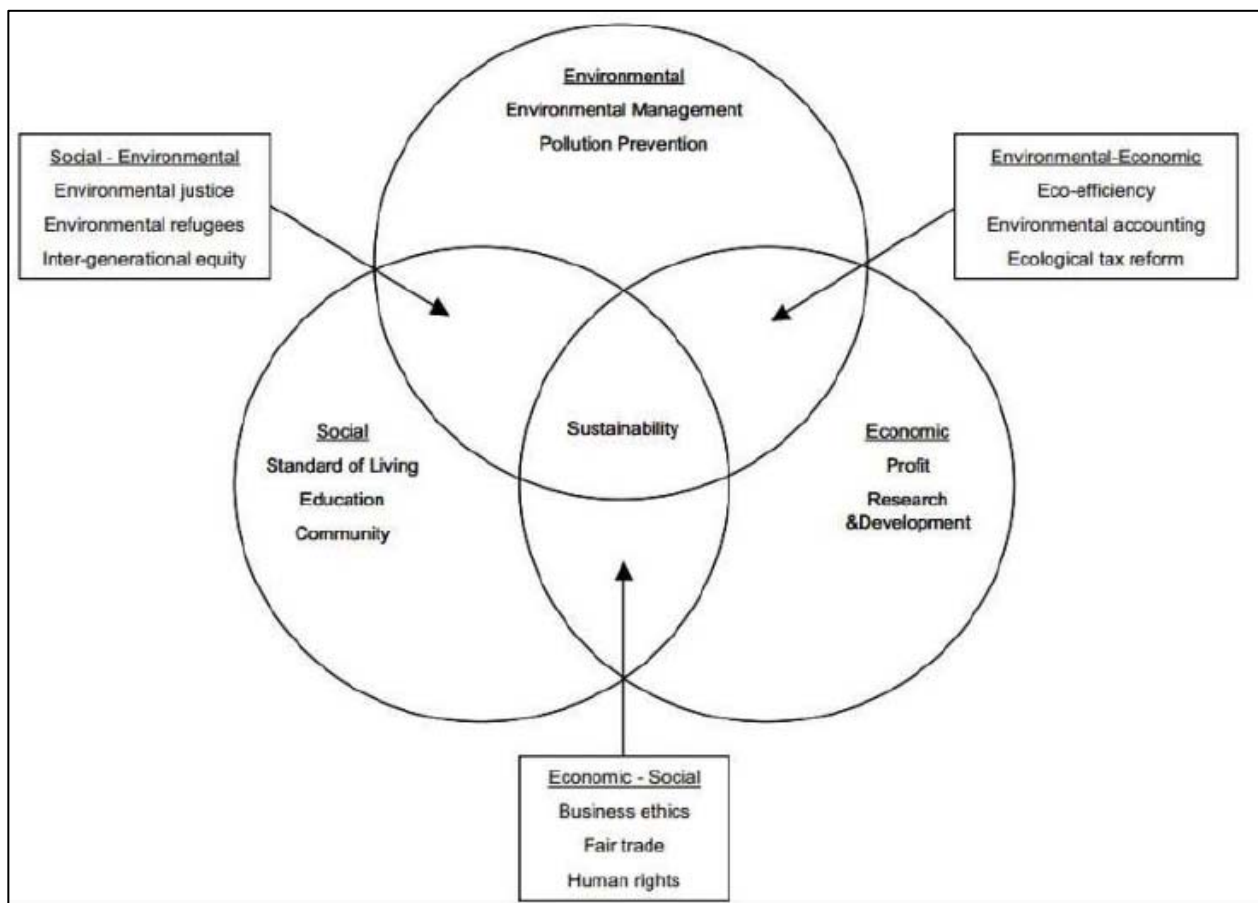 Environmental
Environmental Management
Pollution Prevention
Social - Environmental
Environmental justice
Environmental refugees
Inter-generational equity
Environmental-Economic
Eco-efficiency
Environmental accounting
Ecological tax reform
Social
Standard of Living
Education
Community
Sustainability
Economic
Profit
Research
&Development
Economic - Social
Business ethics
Fair trade
Human rights